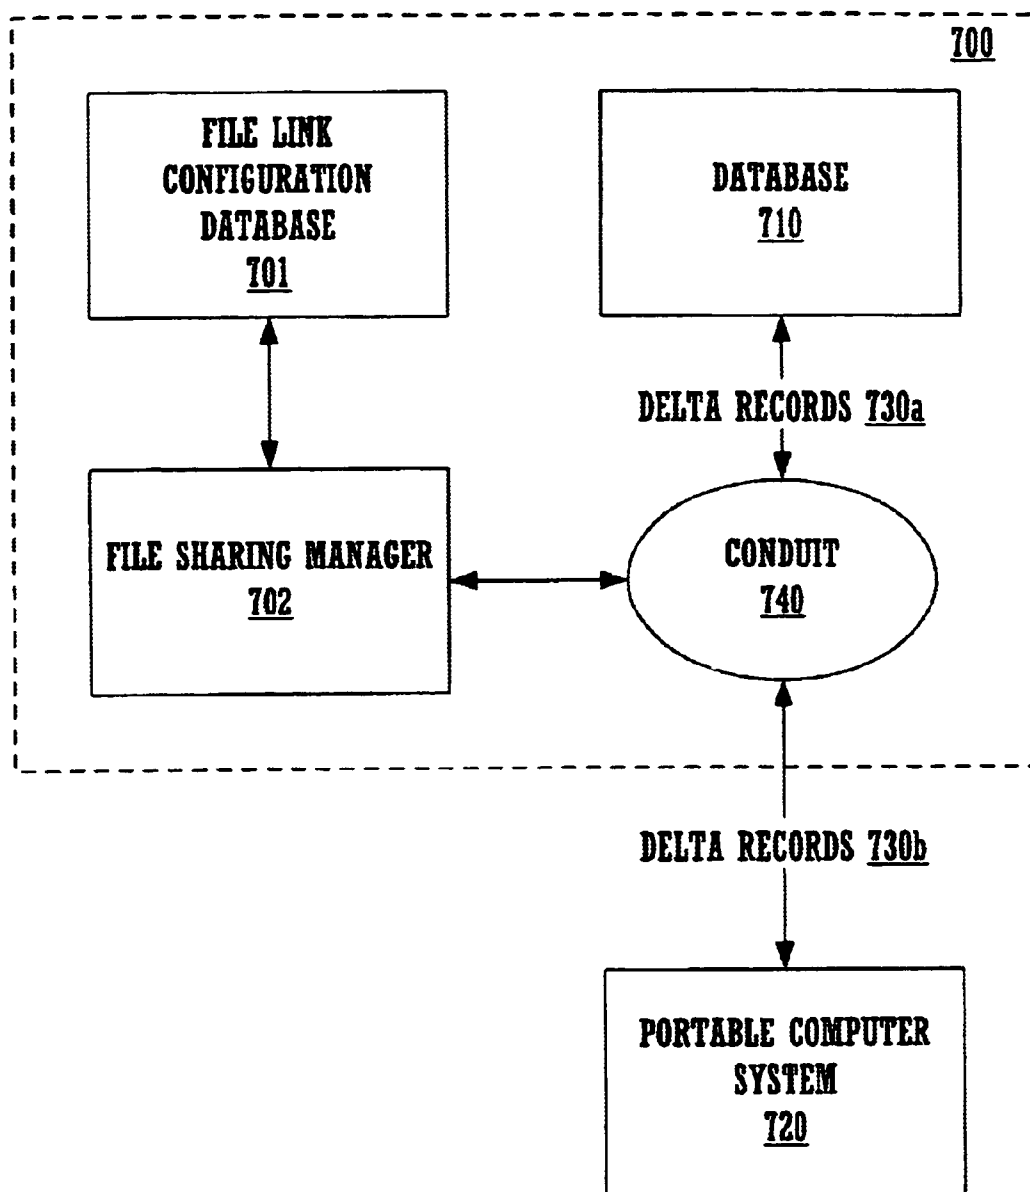 700
FILE LINK
CONFIGURATION
DATABASE
701
DATABASE
710
DELTA RECORDS 730a
FILE SHARING MANAGER
702
CONDUIT
740
DELTA RECORDS 730b
PORTABLE COMPUTER
SYSTEM
720